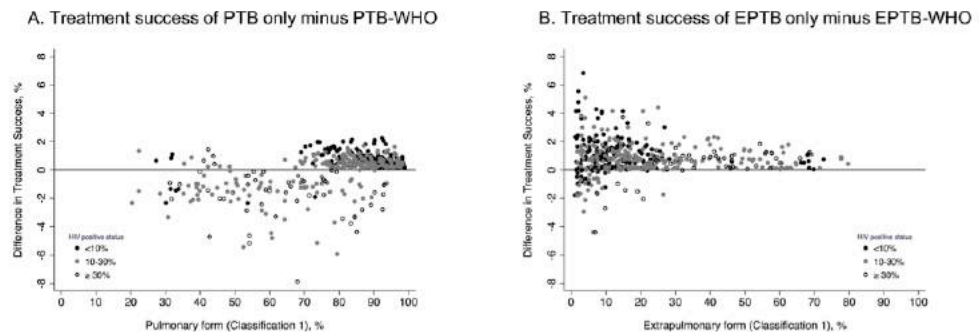 A. Treatment success of PTB only minus PTB-WHO
Difference in Treatment Success, %
8
6
4
2
0
-2
-4
-6
-8
HIV positive status
<10%
10-30%
≥ 30%
0 10 20 30 40 50 60 70 80 90 100
Pulmonary form (Classification 1), %
B. Treatment success of EPTB only minus EPTB-WHO
Difference in Treatment Success, %
8
6
4
2
0
-2
-4
-6
-8
HIV positive status
<10%
10-30%
≥ 30%
0 10 20 30 40 50 60 70 80 90 100
Extrapulmonary form (Classification 1), %